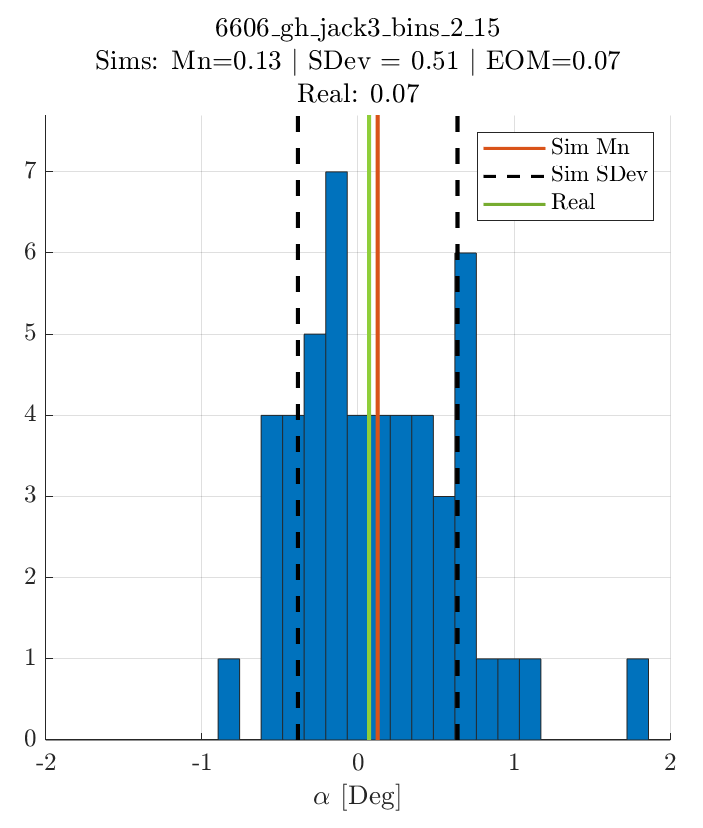 6606_gh_jack3_bins_2_15
Sims: Mn=0.13 | SDev = 0.51 | EOM=0.07
Real: 0.07
Sim Mn
Sim SDev
Real
7
6
5
4
3
2
1
0
-2
-1
0
1
2
α [Deg]